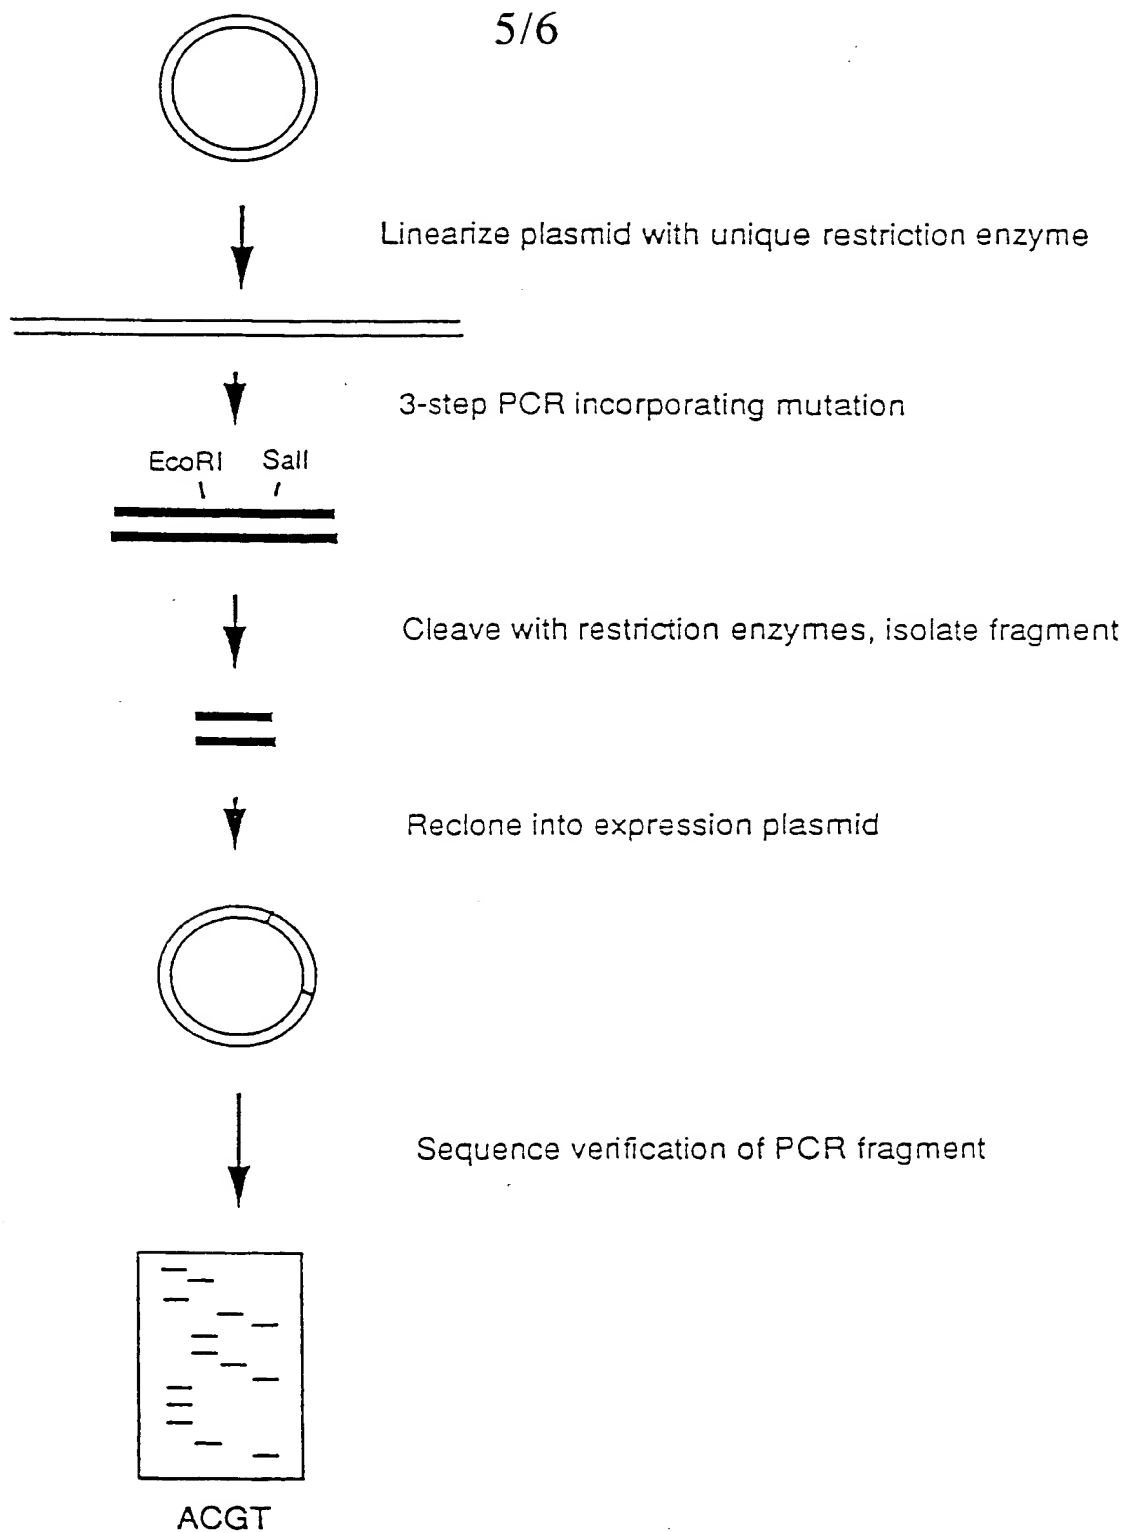 5/6
Linearize plasmid with unique restriction enzyme
3-step PCR incorporating mutation
EcoRI SalI
Cleave with restriction enzymes, isolate fragment
Reclone into expression plasmid
Sequence verification of PCR fragment
ACGT